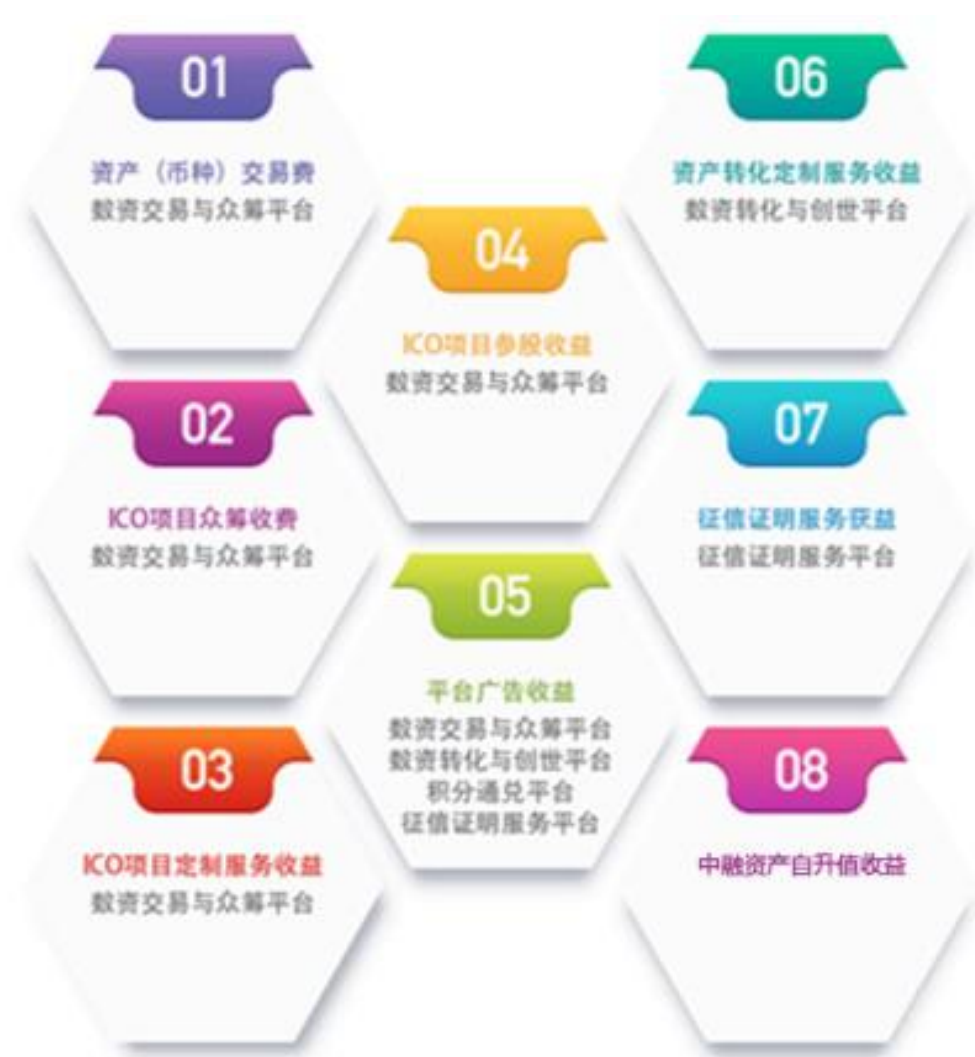 01
资产（币种）交易费
数资交易与众筹平台
02
ICO项目众筹收费
数资交易与众筹平台
03
ICO项目定制服务收益
数资交易与众筹平台
04
ICO项目参股收益
数资交易与众筹平台
05
平台广告收益
数资交易与众筹平台
数资转化与创世平台
积分通兑平台
征信证明服务平台
06
资产转化定制服务收益
数资转化与创世平台
07
征信证明服务获益
征信证明服务平台
08
中融资产自升值收益